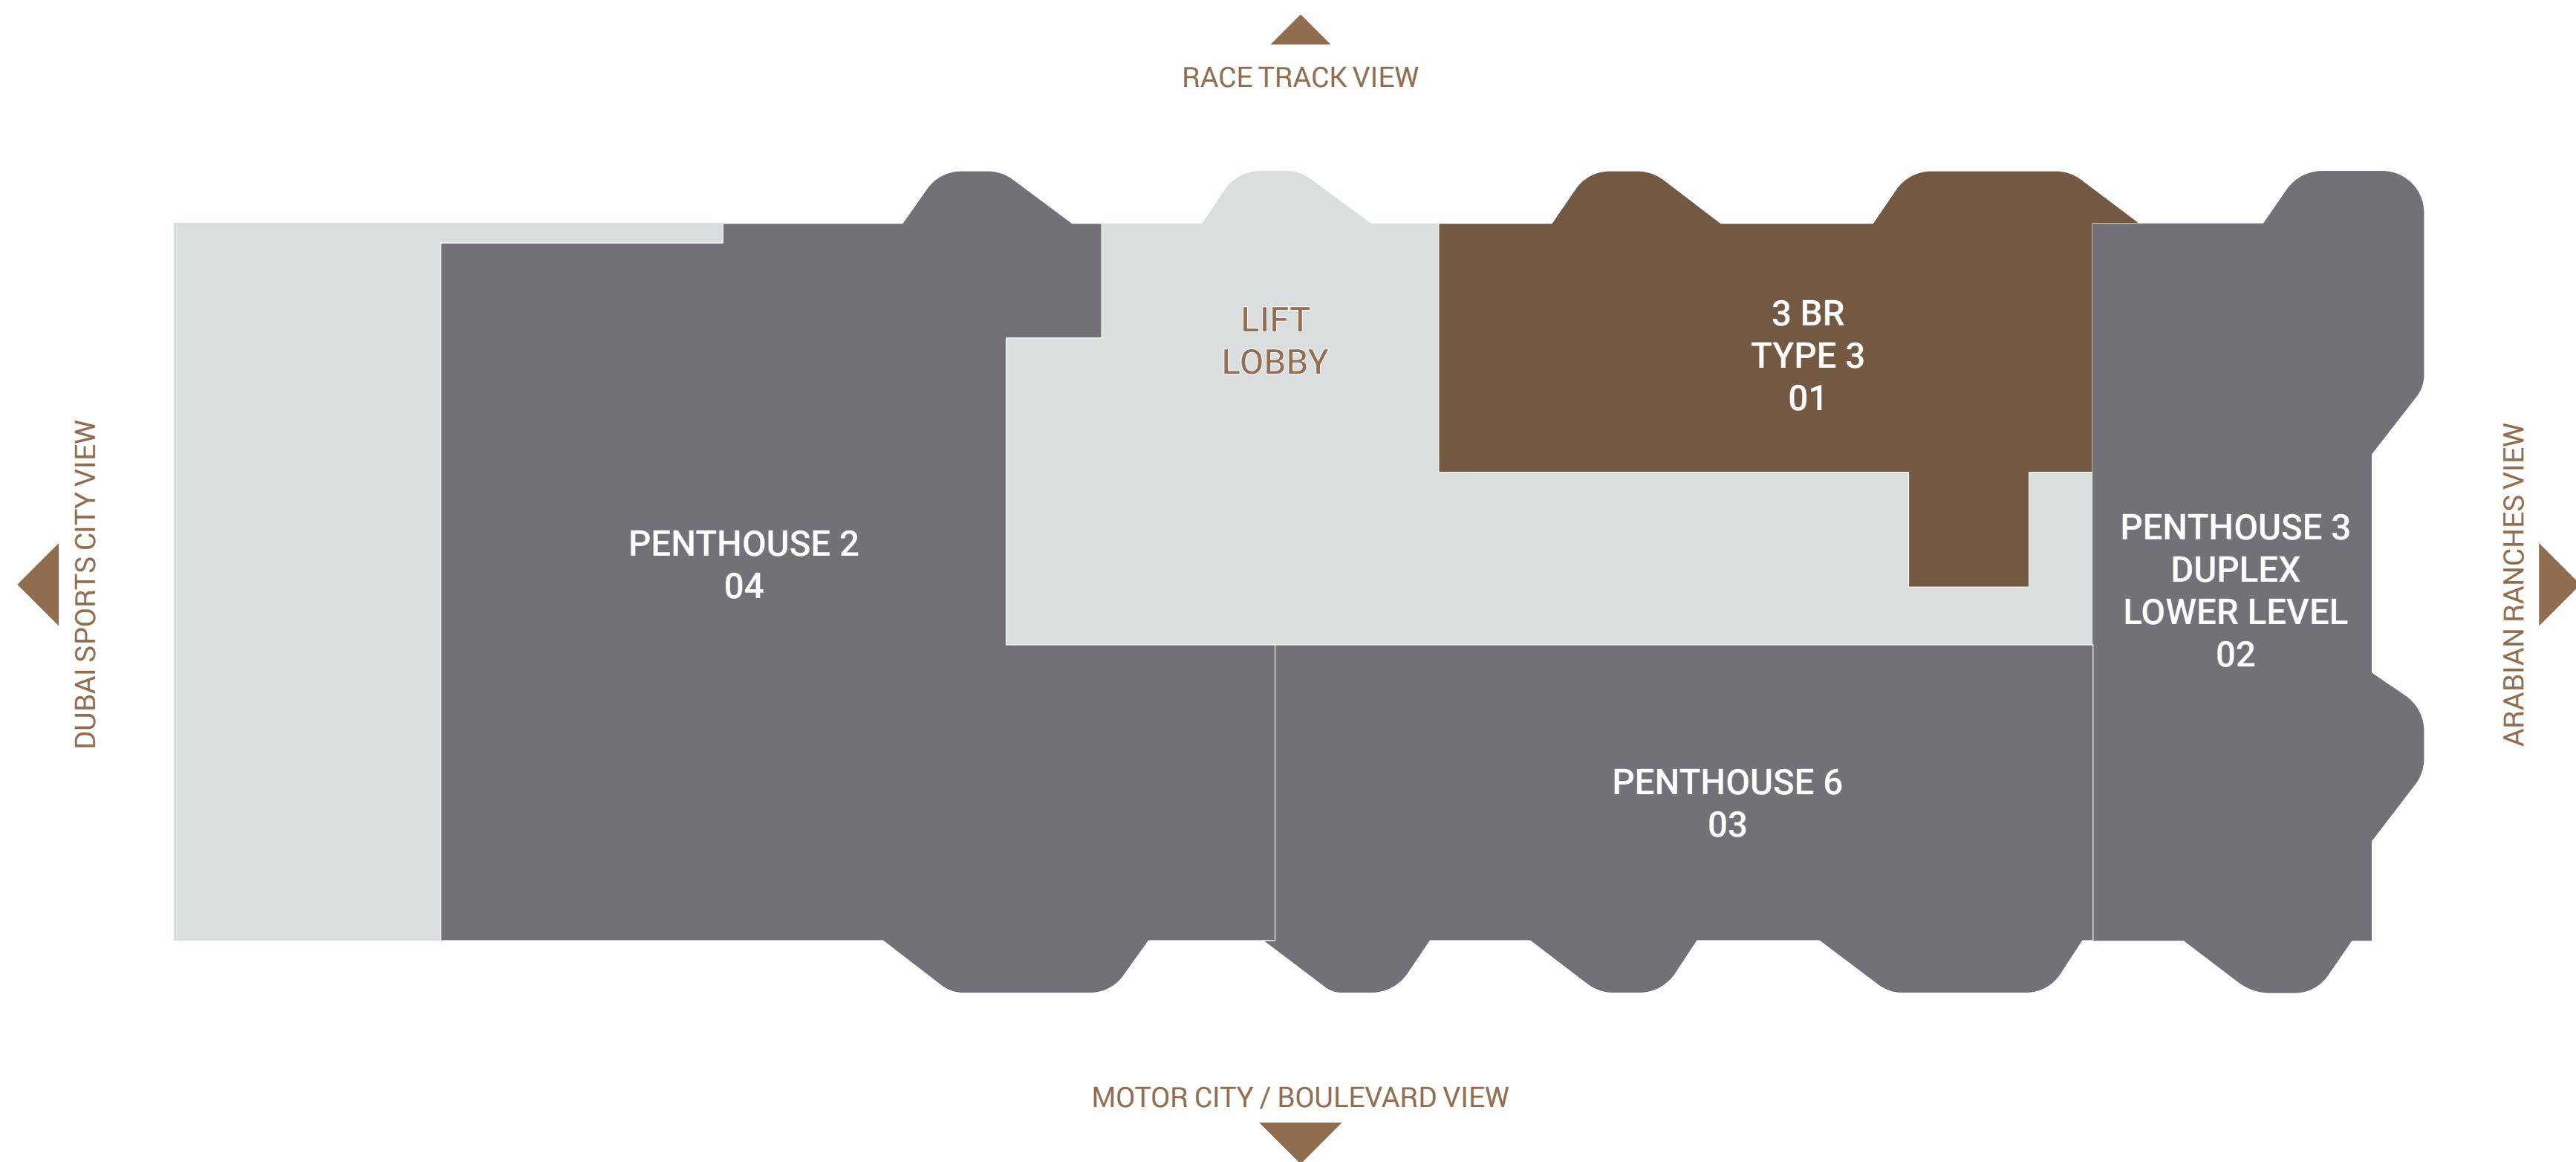 RACE TRACK VIEW
LIFT
LOBBY
3 BR
TYPE 3
01
DUBAI SPORTS CITY VIEW
PENTHOUSE 2
04
PENTHOUSE 3
DUPLEX
LOWER LEVEL
02
ARABIAN RANCHES VIEW
PENTHOUSE 6
03
MOTOR CITY / BOULEVARD VIEW